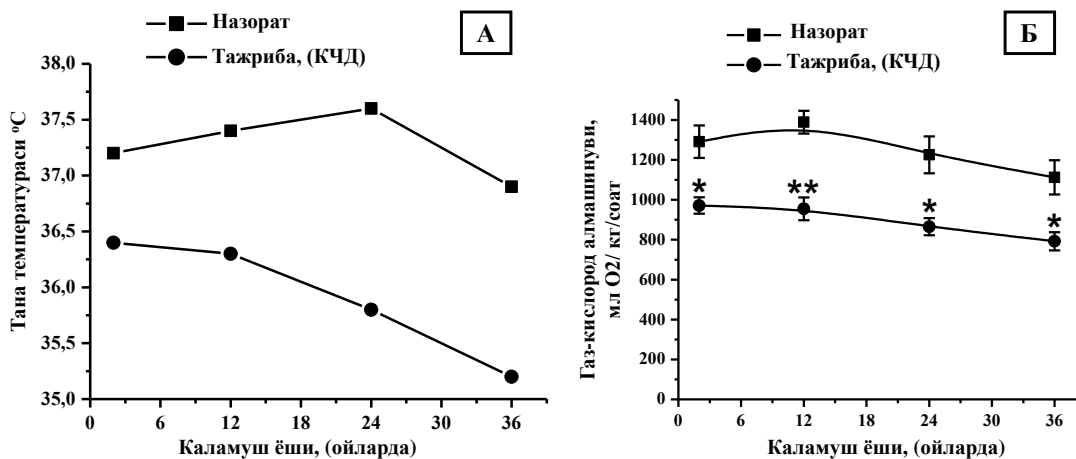 Назорат
Тажриба, (КЧД)
А
38,0
37,5
37,0
36,5
36,0
35,5
35,0
Тана температураси °C
0 6 12 18 24 30 36
Каламуш ёши, (ойларда)
Назорат
Тажриба, (КЧД)
Б
1400
1200
1000
800
600
400
200
0
Газ-кислород алмашинуви,
мл О2/ кг/соат
*
**
*
*
0 6 12 18 24 30 36
Каламуш ёши, (ойларда)